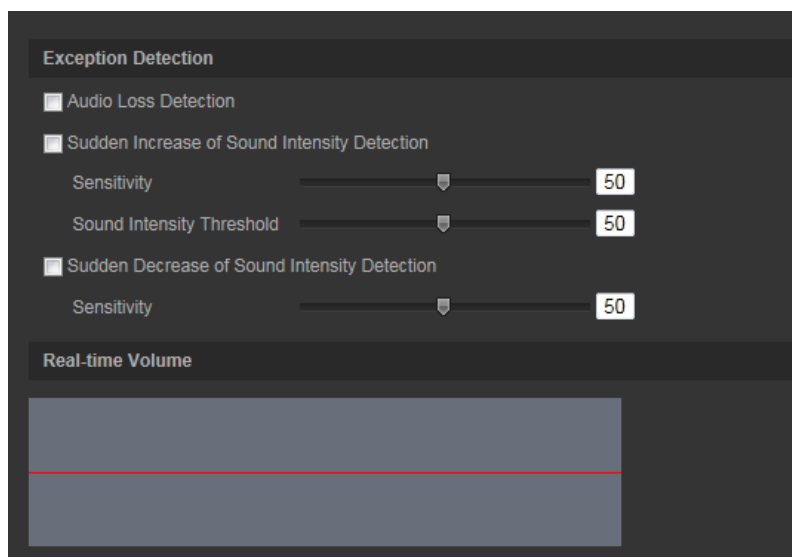 Exception Detection
Audio Loss Detection
Sudden Increase of Sound Intensity Detection
Sensitivity 50
Sound Intensity Threshold 50
Sudden Decrease of Sound Intensity Detection
Sensitivity 50
Real-time Volume